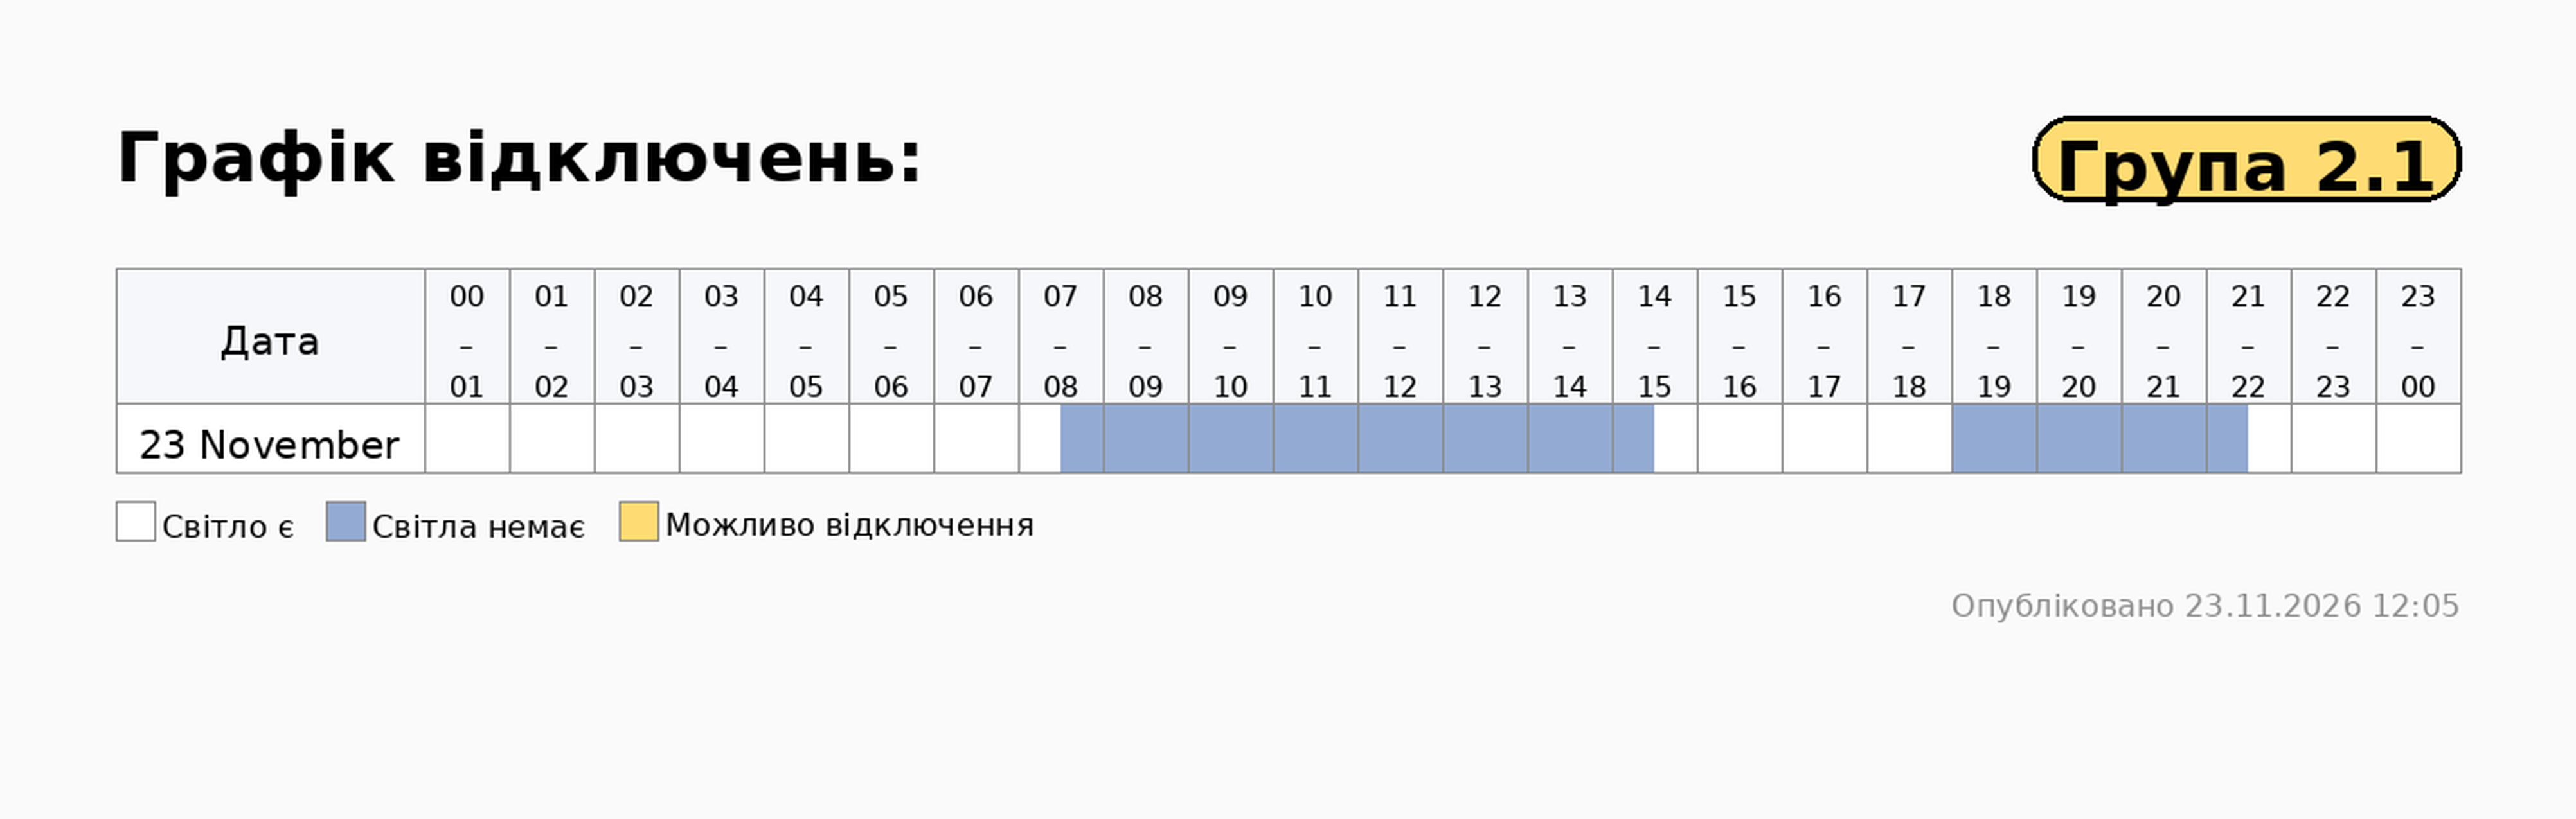 Графік відключень:
Група 2.1
Дата
00 – 01
01 – 02
02 – 03
03 – 04
04 – 05
05 – 06
06 – 07
07 – 08
08 – 09
09 – 10
10 – 11
11 – 12
12 – 13
13 – 14
14 – 15
15 – 16
16 – 17
17 – 18
18 – 19
19 – 20
20 – 21
21 – 22
22 – 23
23 – 00
23 November
Світло є
Світла немає
Можливо відключення
Опубліковано 23.11.2026 12:05